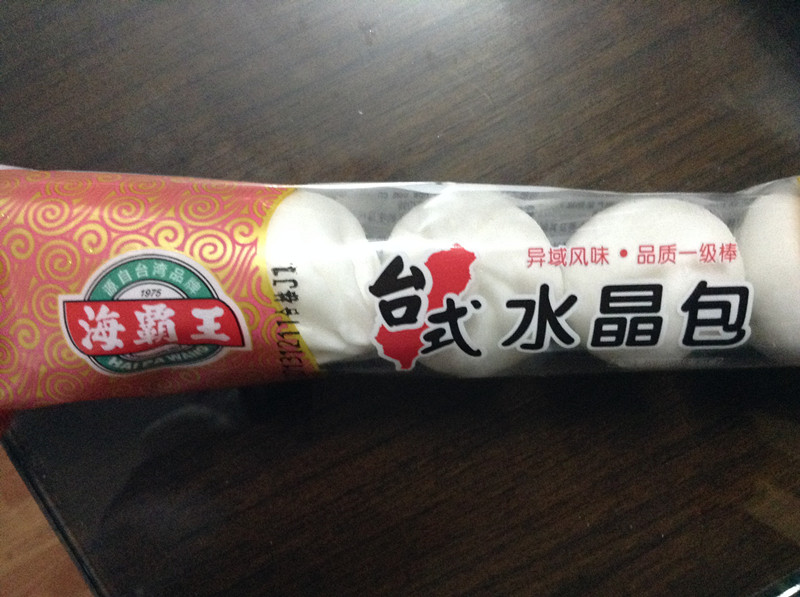 源自台湾品牌
1975
海霸王
HAI BA WANG
异域风味·品质一级棒
台式水晶包